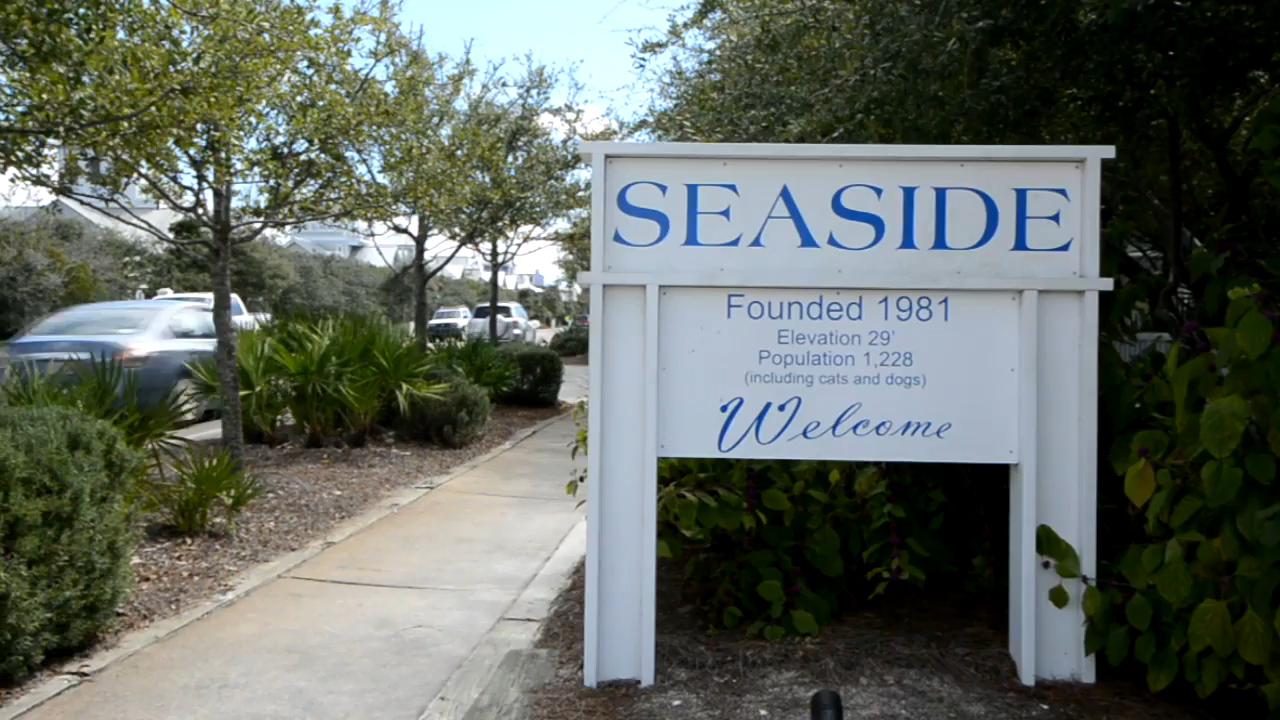 SEASIDE
Founded 1981
Elevation 29'
Population 1,228
(including cats and dogs)
Welcome